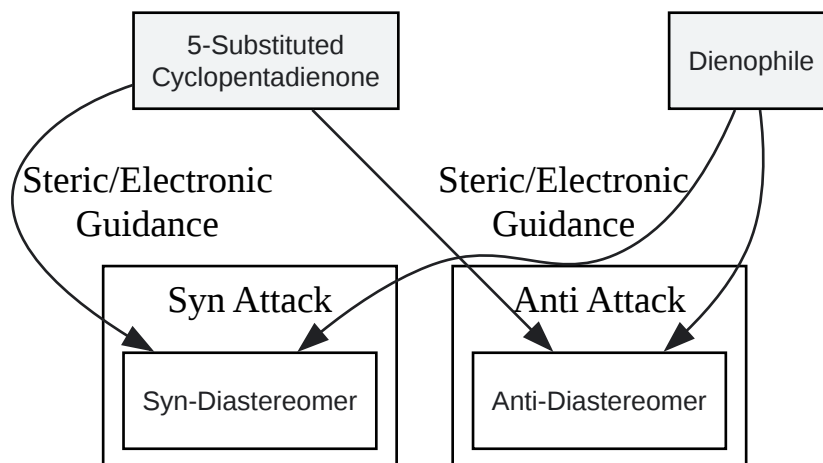 5-Substituted
Cyclopentadienone
Dienophile
Steric/Electronic
Guidance
Steric/Electronic
Guidance
Syn Attack
Anti Attack
Syn-Diastereomer
Anti-Diastereomer